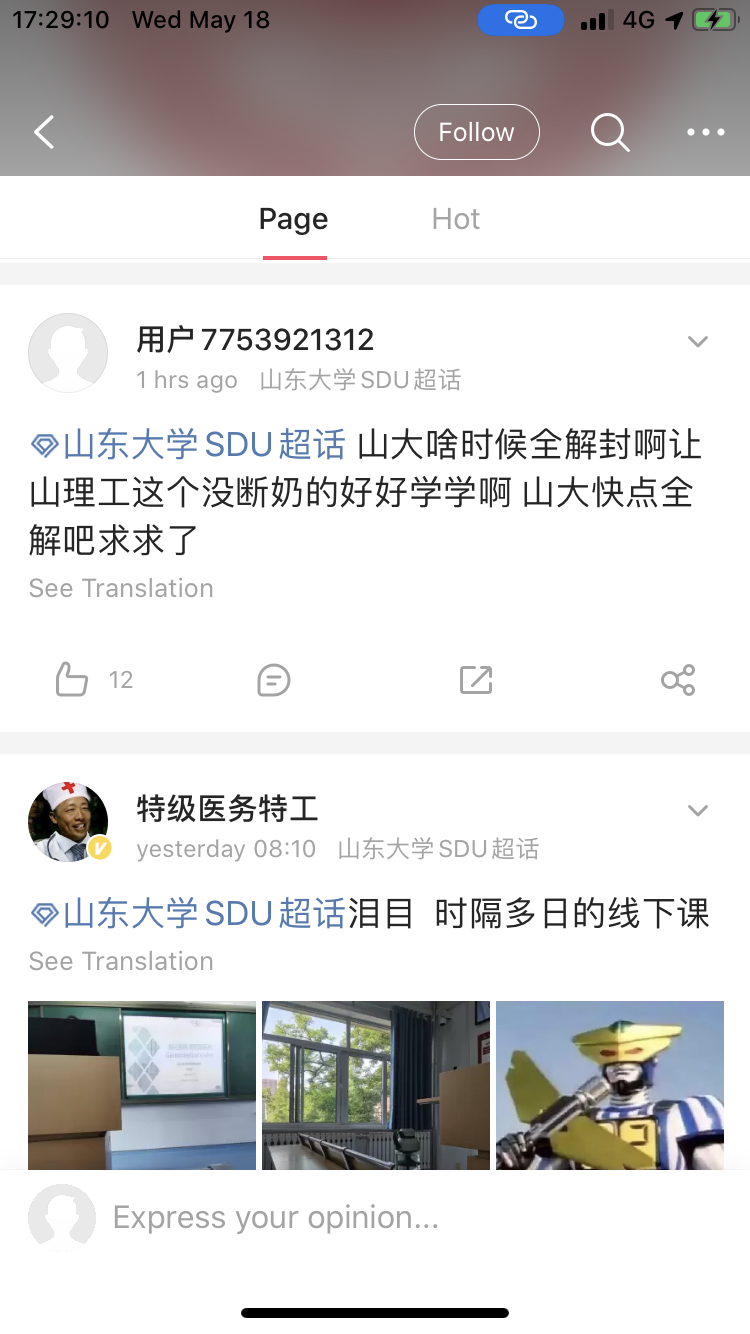 17:29:10 Wed May 18
4G
Follow
Page Hot
用户7753921312
1 hrs ago 山东大学SDU超话
山东大学SDU超话 山大啥时候全解封啊让
山理工这个没断奶的好好学学啊 山大快点全
解吧求求了
See Translation
12
特级医务特工
yesterday 08:10 山东大学SDU超话
山东大学SDU超话泪目 时隔多日的线下课
See Translation
Express your opinion...